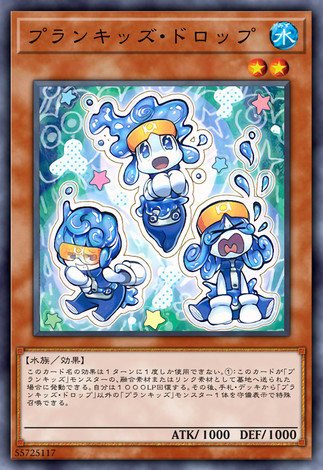 プランキッズ・ドロップ
水
【水族／効果】
このカード名の効果は１ターンに１度しか使用できない。①：このカードが「プ
ランキッズ」モンスターの、融合素材またはリンク素材として墓地へ送られた
場合に発動できる。自分は１０００LP回復する。その後、手札・デッキから「プラン
キッズ・ドロップ」以外の「プランキッズ」モンスター１体を守備表示で特殊
召喚できる。
ATK/1000 DEF/1000
55725117